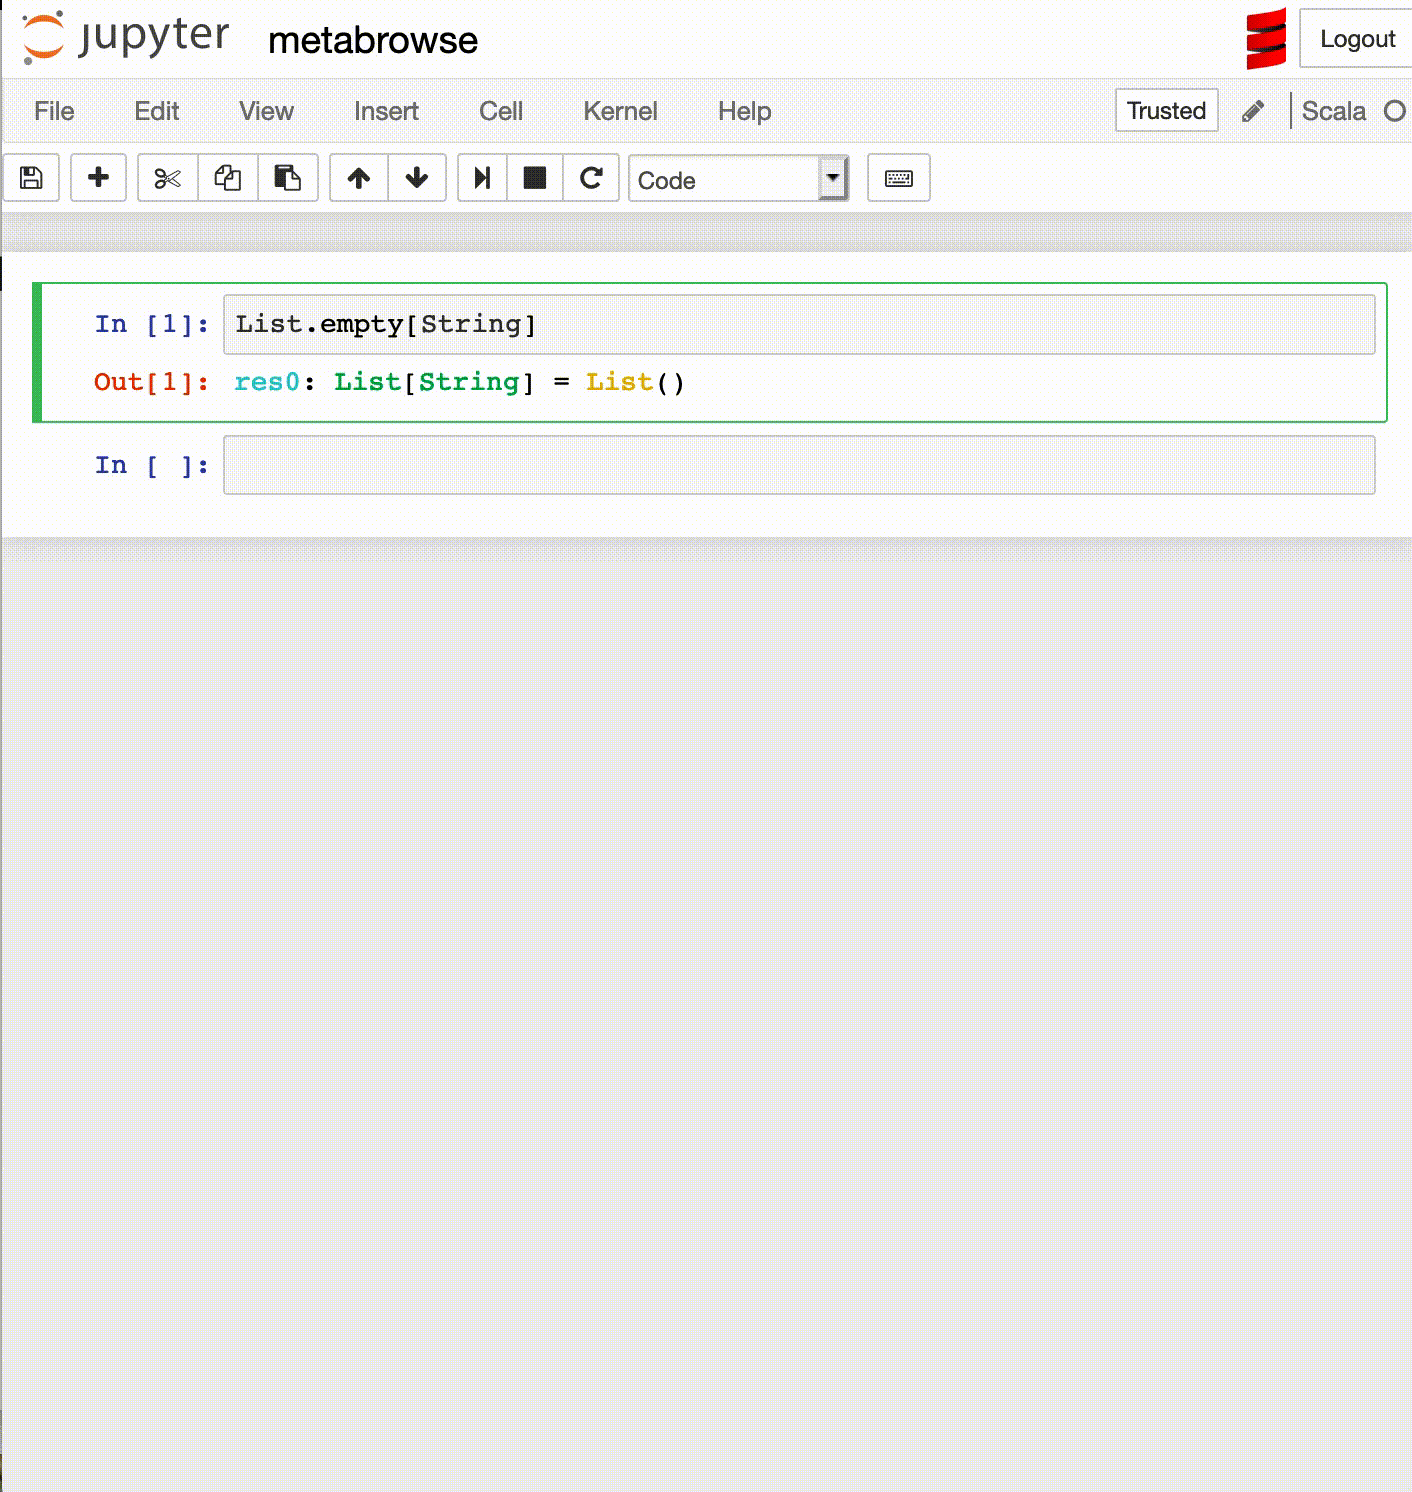 jupyter metabrowse Logout
File Edit View Insert Cell Kernel Help Trusted Scala
Code
In [1]: List.empty[String]
Out[1]: res0: List[String] = List()
In [ ]: